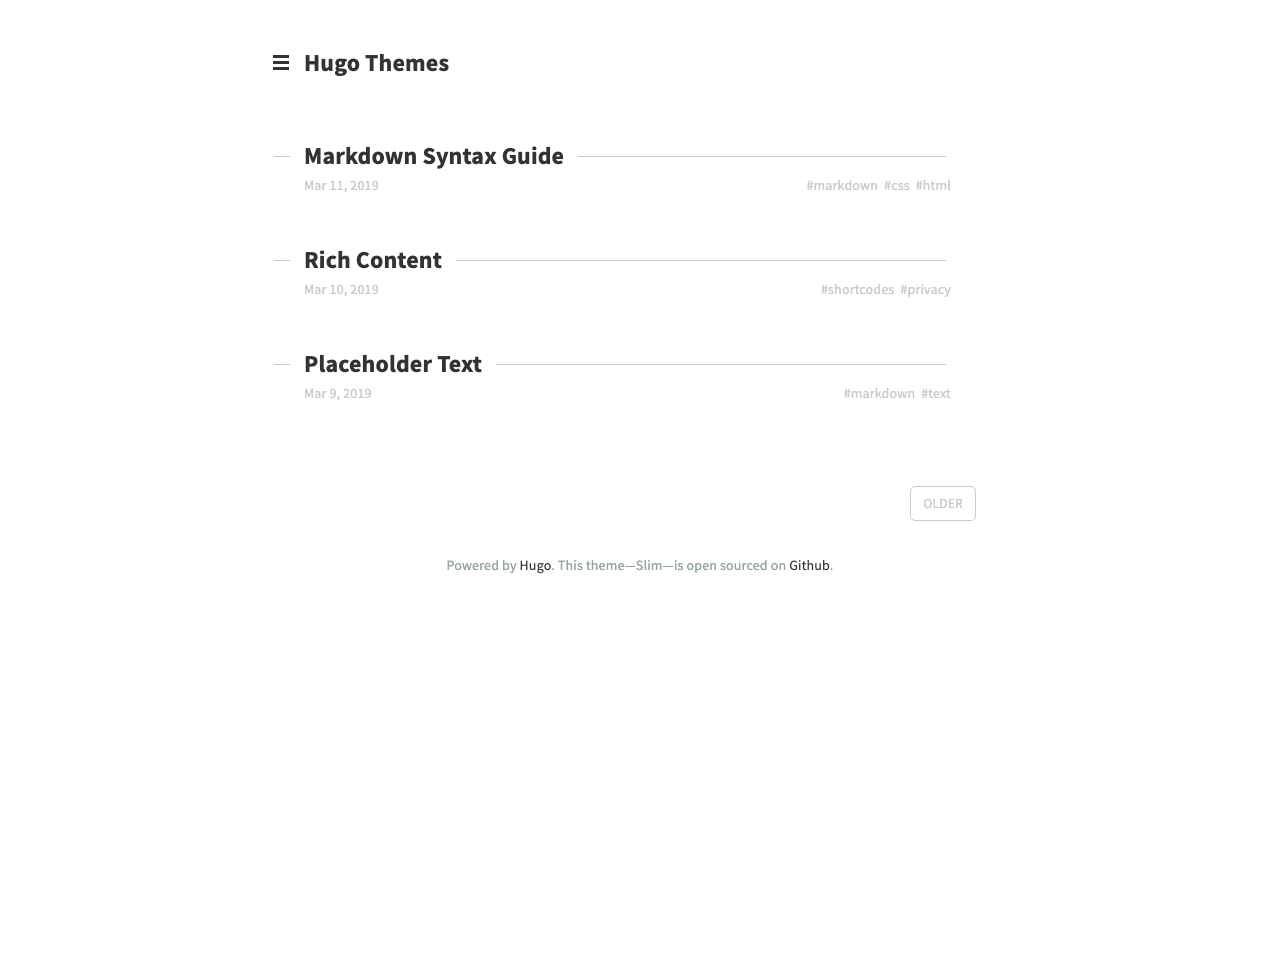 Hugo Themes
Markdown Syntax Guide
Mar 11, 2019 #markdown #css #html
Rich Content
Mar 10, 2019 #shortcodes #privacy
Placeholder Text
Mar 9, 2019 #markdown #text
OLDER
Powered by Hugo. This theme—Slim—is open sourced on Github.